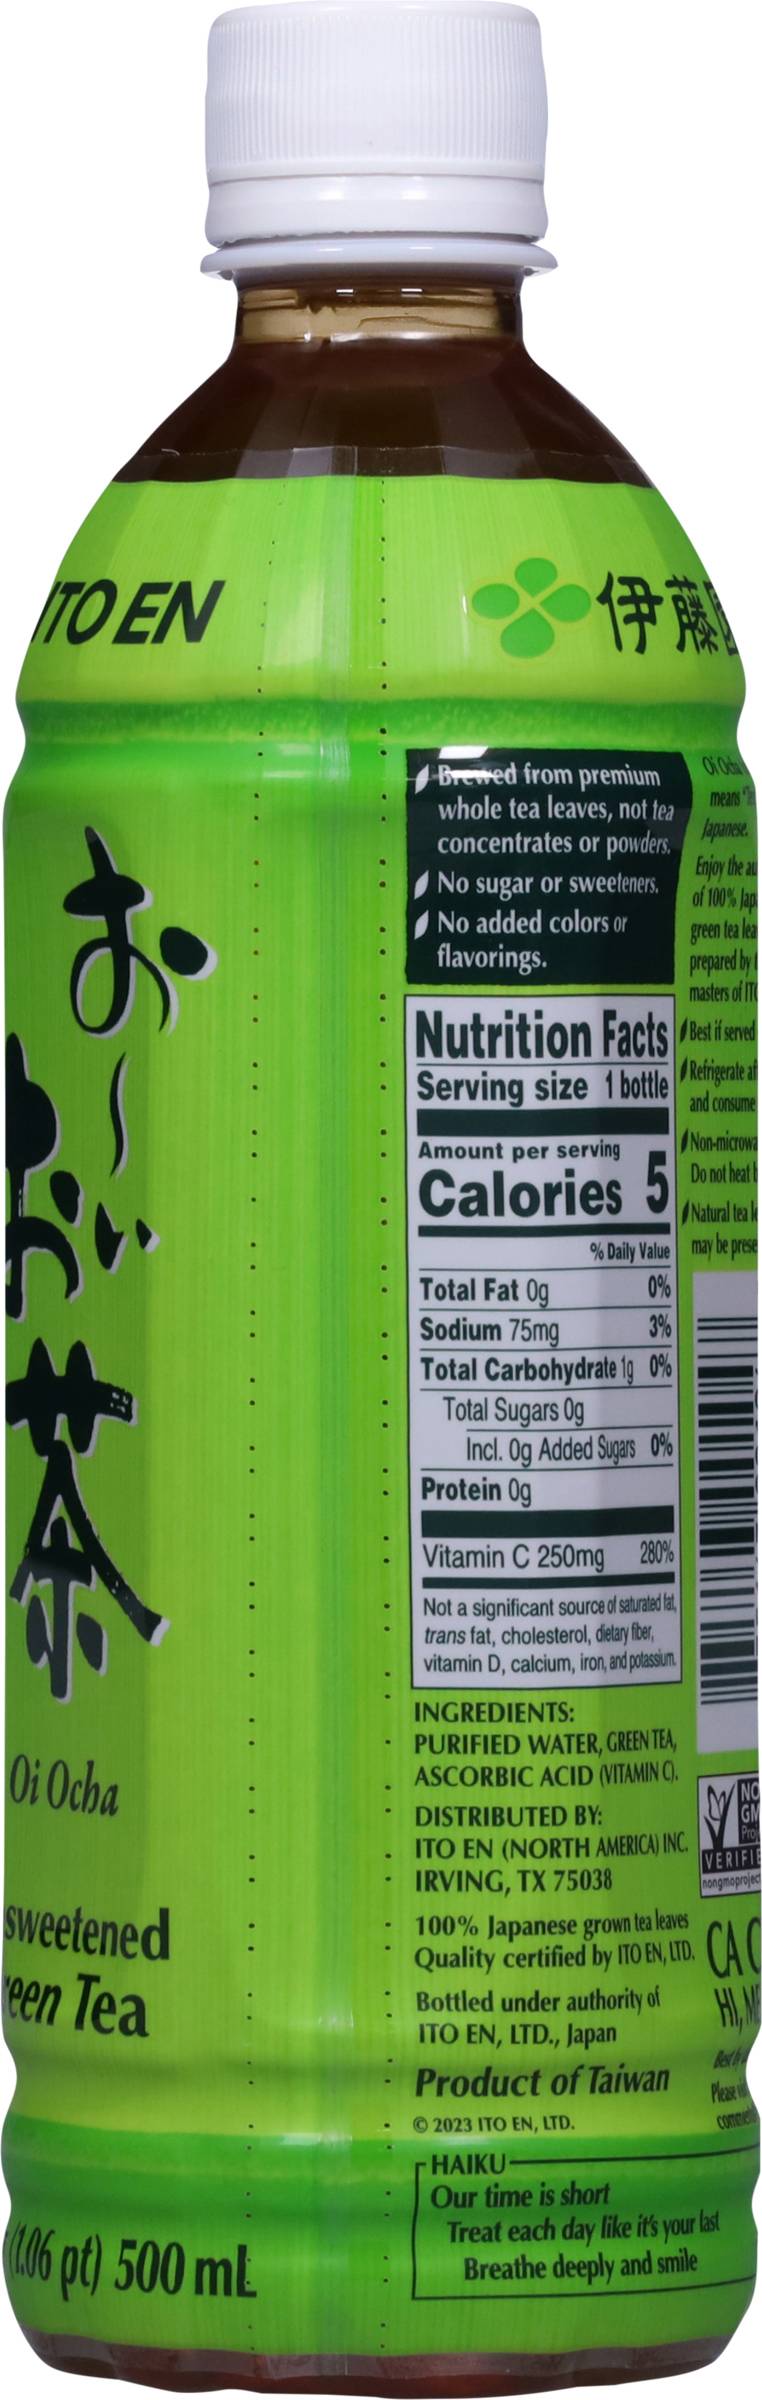 ITO EN
伊藤園
お〜い
お茶
Oi Ocha
sweetened
Tea
(1.06 pt) 500 mL
Brewed from premium
whole tea leaves, not tea
concentrates or powders.
No sugar or sweeteners.
No added colors or
flavorings.
Nutrition Facts
Serving size 1 bottle
Amount per serving
Calories 5
% Daily Value
Total Fat 0g 0%
Sodium 75mg 3%
Total Carbohydrate 1g 0%
Total Sugars 0g
Incl. 0g Added Sugars 0%
Protein 0g
Vitamin C 250mg 280%
Not a significant source of saturated fat,
trans fat, cholesterol, dietary fiber,
vitamin D, calcium, iron, and potassium.
INGREDIENTS:
PURIFIED WATER, GREEN TEA,
ASCORBIC ACID (VITAMIN C).
DISTRIBUTED BY:
ITO EN (NORTH AMERICA) INC.
IRVING, TX 75038
100% Japanese grown tea leaves
Quality certified by ITO EN, LTD.
Bottled under authority of
ITO EN, LTD., Japan
Product of Taiwan
© 2023 ITO EN, LTD.
HAIKU
Our time is short
Treat each day like it's your last
Breathe deeply and smile
Oi Ocha
means
Japanese.
Enjoy the
of 100%
green tea
prepared by
masters of
Best if served
Refrigerate
and consume
Do not heat
Natural tea
may be
CA
HI,
Please